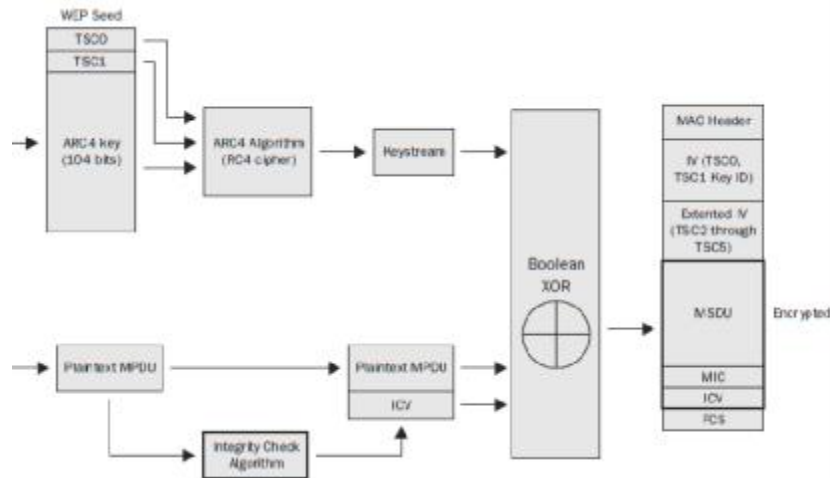 WEP Seed
TSC0
TSC1
ARC4 key
(104 bits)
ARC4 Algorithm
(RC4 cipher)
Keystream
Boolean
XOR
MAC Header
IV (TSC0,
TSC1 Key ID)
Extented IV
(TSC2 through
TSC5)
MSDU
Encrypted
MIC
ICV
FCS
Plaintext MPDU
Plaintext MPDU
ICV
Integrity Check
Algorithm